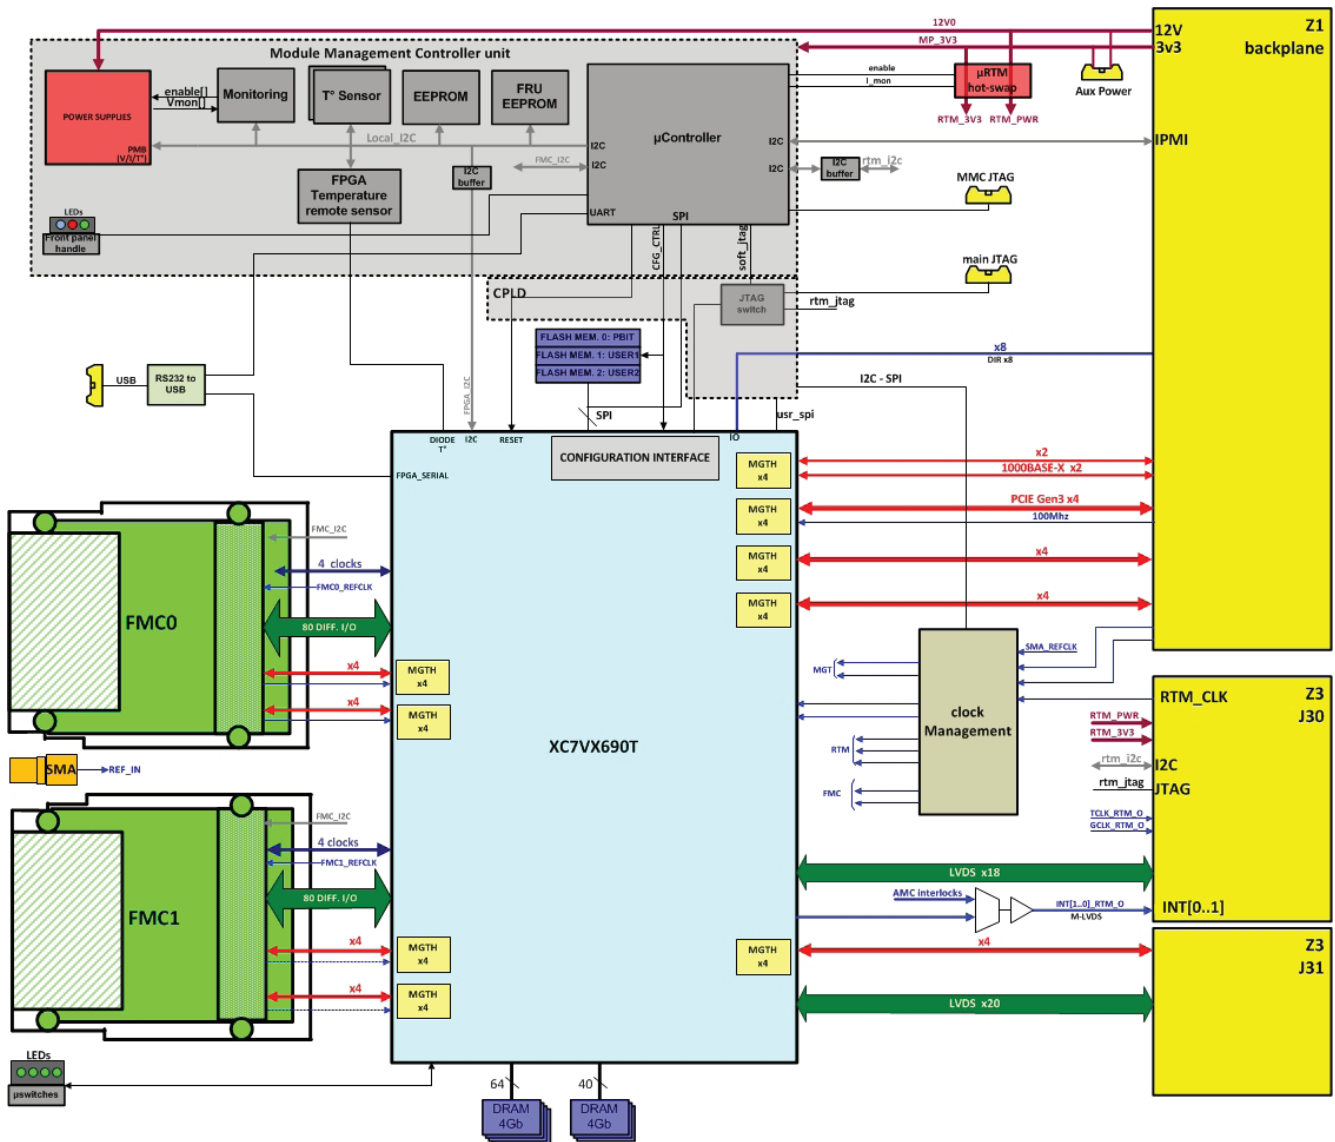 12V0
Z1
12V
MP_3V3
3v3
backplane
Module Management Controller unit
enable
I_mon
µRTM
hot-swap
Aux Power
enable[]
Vmon[]
Monitoring
T° Sensor
EEPROM
FRU
EEPROM
POWER SUPPLIES
RTM_3V3
RTM_PWR
µController
Local_I2C
PMB
(V/I/T°)
I2C
I2C
FMC_I2C
I2C
I2C
IPMI
I2C
buffer
rtm_i2c
I2C
buffer
FPGA
Temperature
remote sensor
MMC JTAG
LEDs
Front panel
handle
UART
SPI
CFG_CTRL
soft_jtag
main JTAG
CPLD
JTAG
switch
rtm_jtag
FLASH MEM. 0: PBIT
FLASH MEM. 1: USER1
FLASH MEM. 2: USER2
x8
DIR x8
USB
RS232 to
USB
FPGA_I2C
I2C - SPI
SPI
usr_spi
DIODE
T°
I2C
RESET
IO
CONFIGURATION INTERFACE
FPGA_SERIAL
MGTH
x4
x2
1000BASE-X x2
MGTH
x4
PCIE Gen3 x4
100Mhz
FMC_I2C
4 clocks
FMC0_REFCLK
MGTH
x4
x4
MGTH
x4
x4
FMC0
80 DIFF. I/O
x4
MGTH
x4
x4
MGTH
x4
SMA_REFCLK
MGT
clock
Management
RTM
FMC
RTM_CLK
Z3
J30
RTM_PWR
RTM_3V3
rtm_i2c
I2C
rtm_jtag
JTAG
TCLK_RTM_O
GCLK_RTM_O
XC7VX690T
SMA
REF_IN
FMC_I2C
4 clocks
FMC1_REFCLK
80 DIFF. I/O
FMC1
LVDS x18
AMC interlocks
INT[1..0]_RTM_O
M-LVDS
INT[0..1]
x4
MGTH
x4
x4
MGTH
x4
MGTH
x4
x4
Z3
J31
LVDS x20
LEDs
µswitches
64
40
DRAM
4Gb
DRAM
4Gb